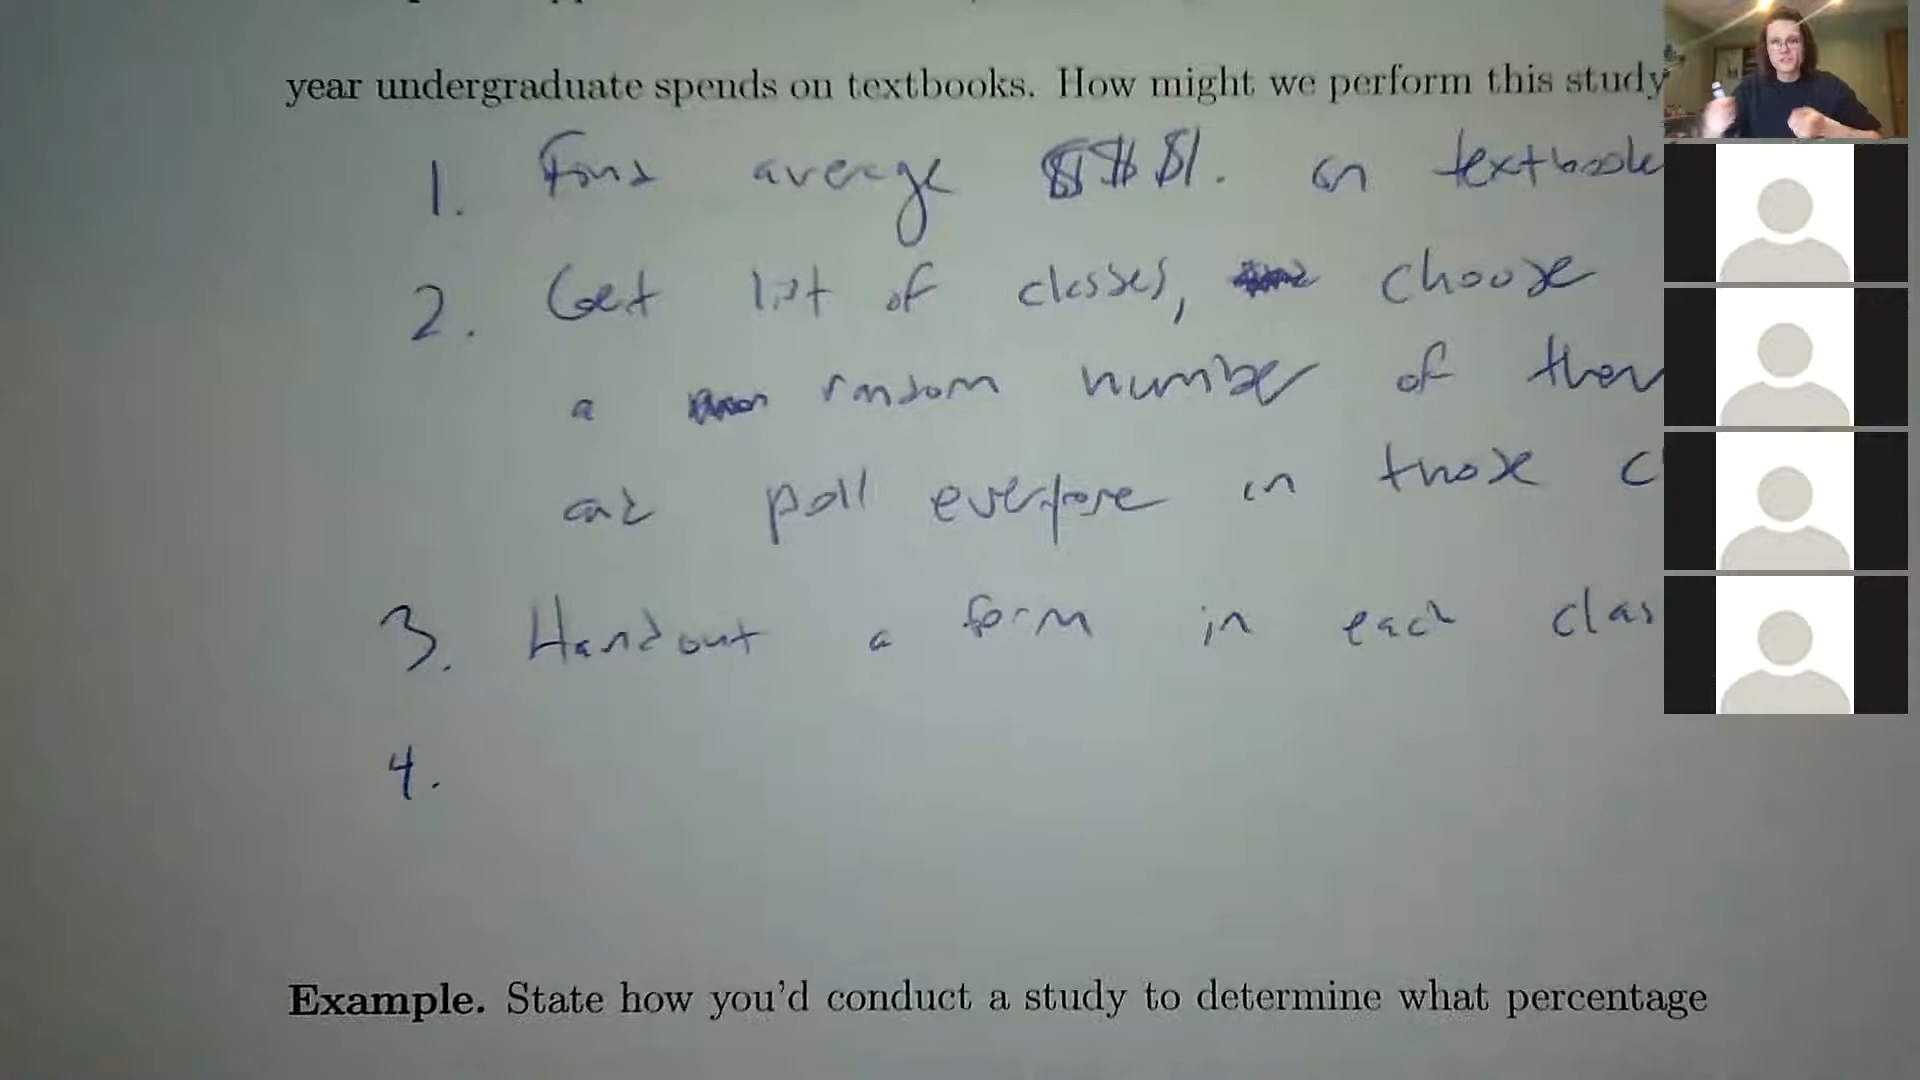 year undergraduate spends on textbooks. How might we perform this study
1. Find average $$$. on textbook
2. Get list of classes, choose
a random number of them
and poll everyone in those c
3. Handout a form in each clas
4.
Example. State how you'd conduct a study to determine what percentage